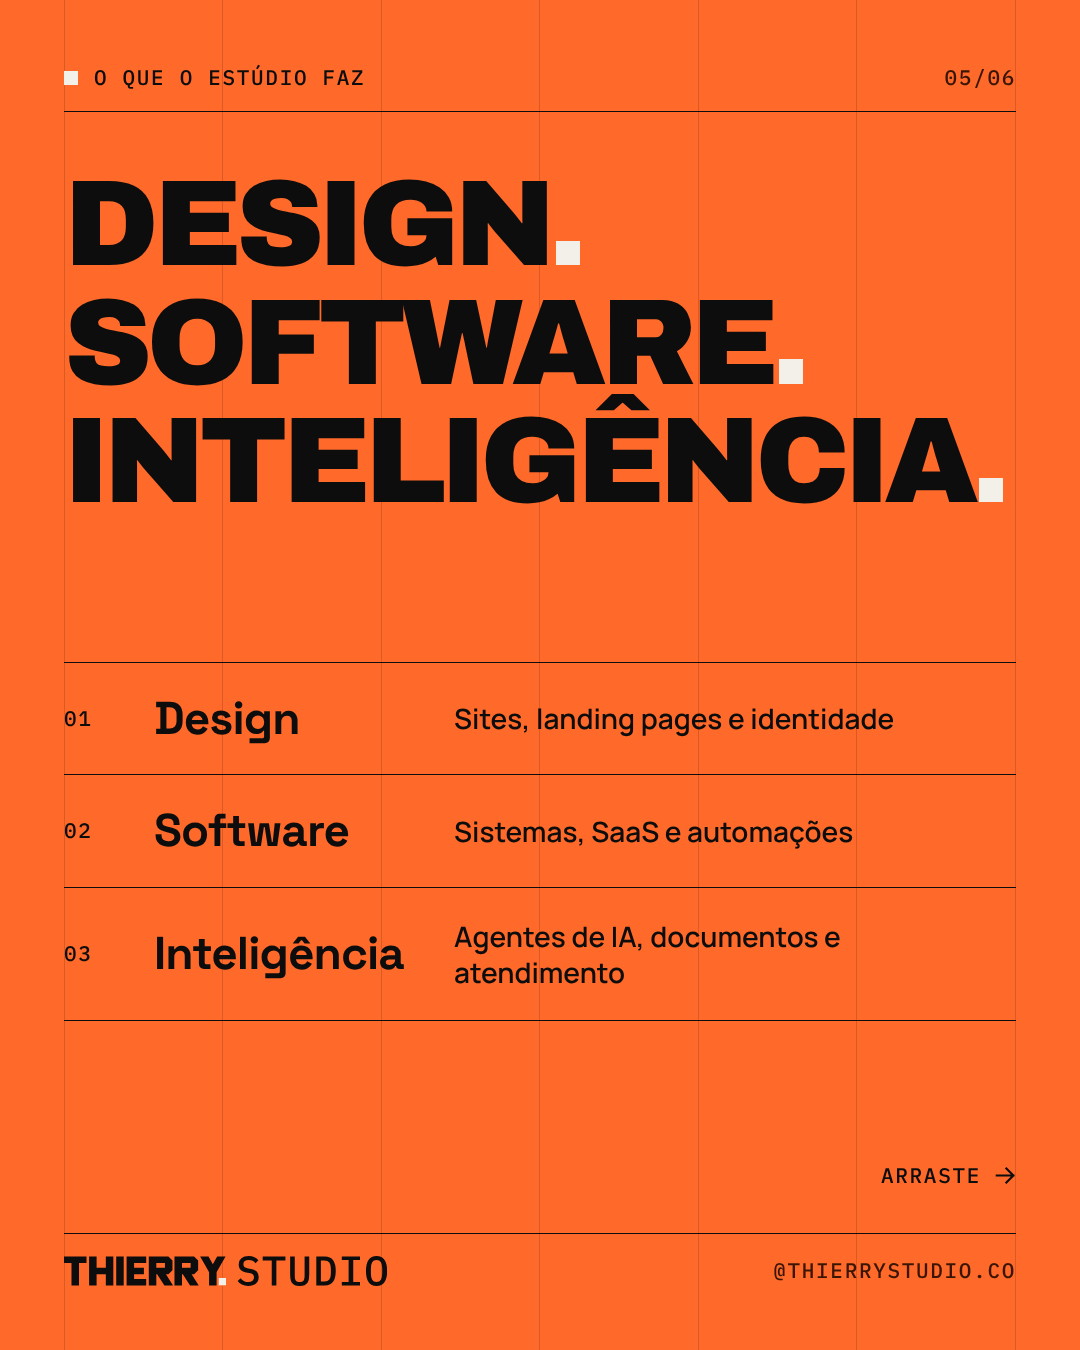 O QUE O ESTÚDIO FAZ
05/06
DESIGN.
SOFTWARE.
INTELIGÊNCIA.
01 Design Sites, landing pages e identidade
02 Software Sistemas, SaaS e automações
03 Inteligência Agentes de IA, documentos e
atendimento
ARRASTE →
THIERRY. STUDIO
@THIERRYSTUDIO.CO